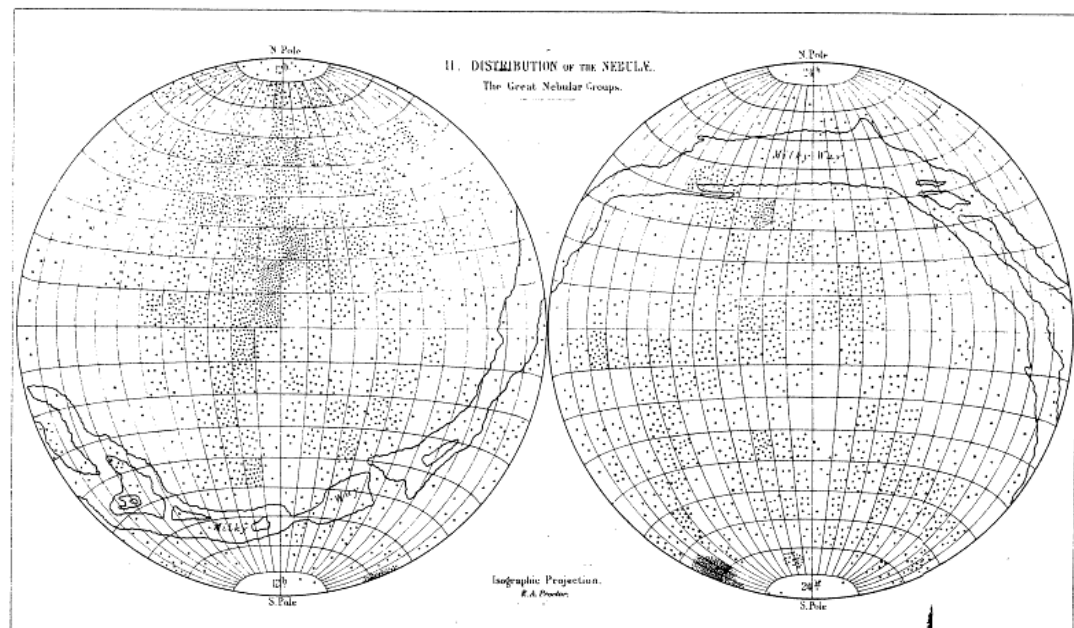 II. DISTRIBUTION OF THE NEBULÆ.
The Great Nebular Groups.
N. Pole
12h
Milky Way
12h
S. Pole
N. Pole
24h
Milky Way
24h
S. Pole
Isographic Projection.
R.A. Proctor.